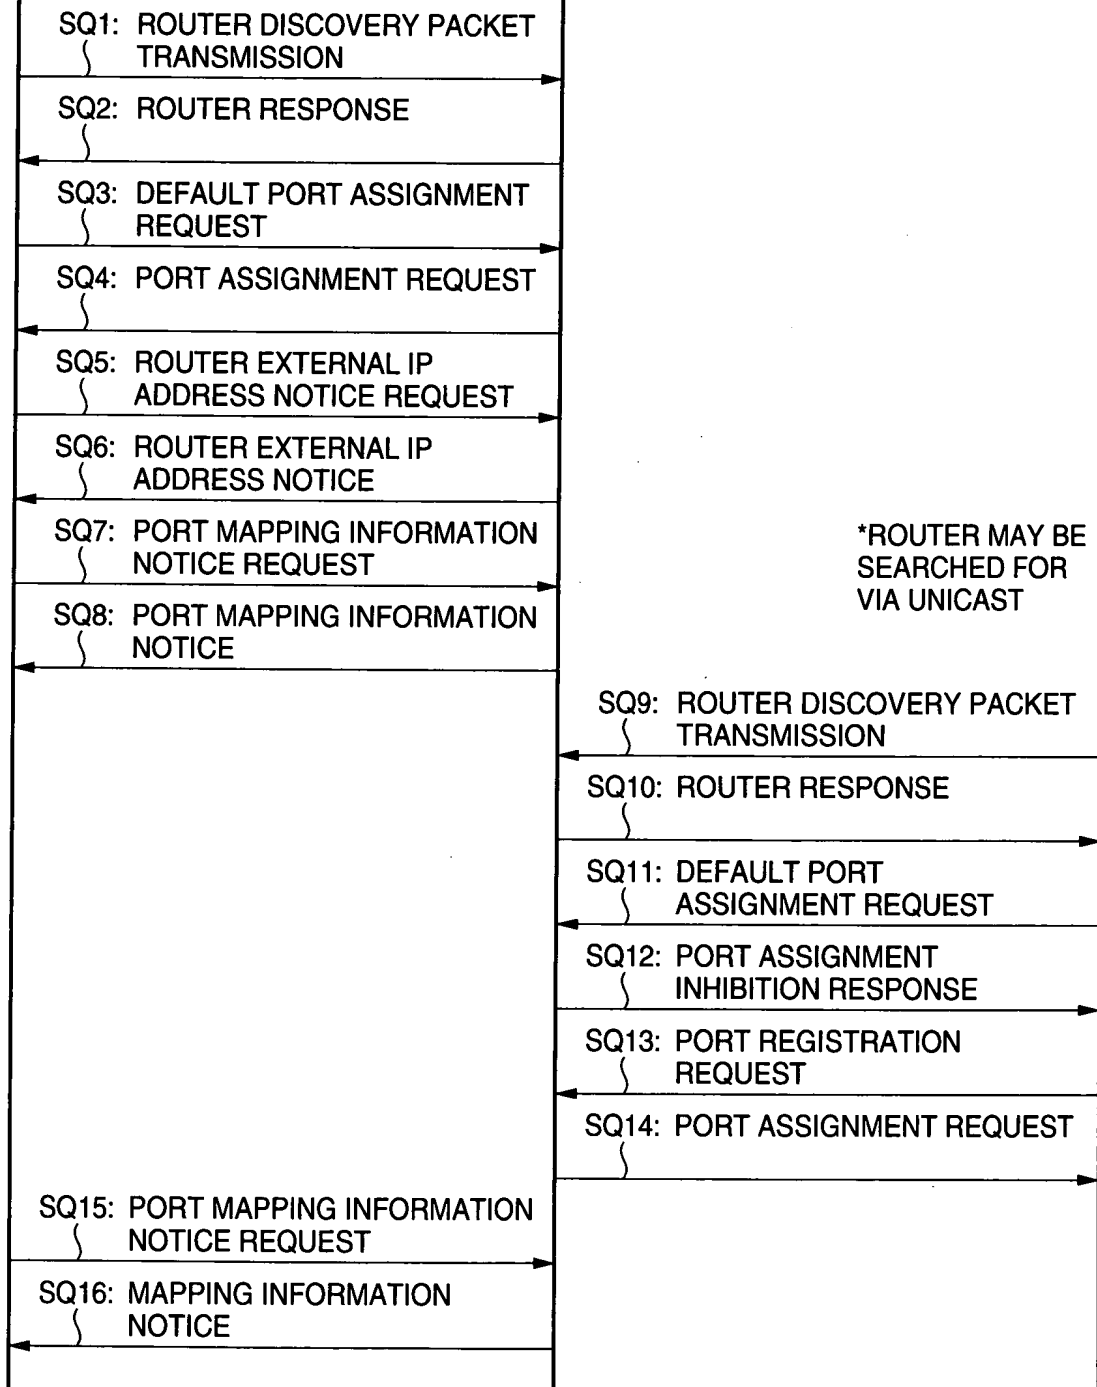 SQ1: ROUTER DISCOVERY PACKET
TRANSMISSION
SQ2: ROUTER RESPONSE
SQ3: DEFAULT PORT ASSIGNMENT
REQUEST
SQ4: PORT ASSIGNMENT REQUEST
SQ5: ROUTER EXTERNAL IP
ADDRESS NOTICE REQUEST
SQ6: ROUTER EXTERNAL IP
ADDRESS NOTICE
SQ7: PORT MAPPING INFORMATION
NOTICE REQUEST
*ROUTER MAY BE
SEARCHED FOR
VIA UNICAST
SQ8: PORT MAPPING INFORMATION
NOTICE
SQ9: ROUTER DISCOVERY PACKET
TRANSMISSION
SQ10: ROUTER RESPONSE
SQ11: DEFAULT PORT
ASSIGNMENT REQUEST
SQ12: PORT ASSIGNMENT
INHIBITION RESPONSE
SQ13: PORT REGISTRATION
REQUEST
SQ14: PORT ASSIGNMENT REQUEST
SQ15: PORT MAPPING INFORMATION
NOTICE REQUEST
SQ16: MAPPING INFORMATION
NOTICE